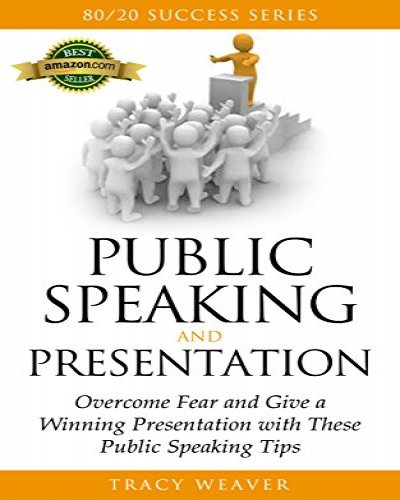 80/20 SUCCESS SERIES
BEST
amazon.com
SELLER
PUBLIC
SPEAKING
AND
PRESENTATION
Overcome Fear and Give a
Winning Presentation with These
Public Speaking Tips
TRACY WEAVER